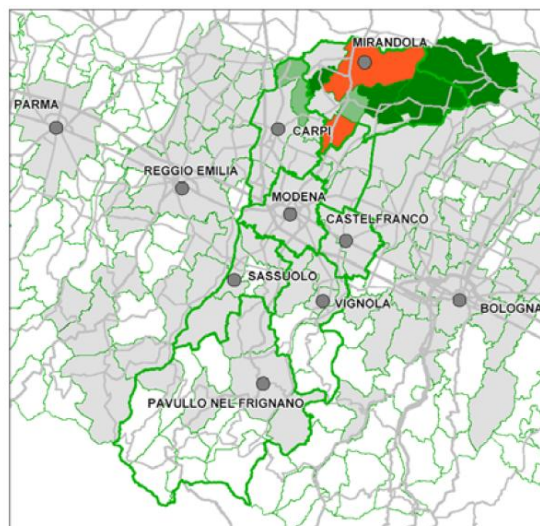 MIRANDOLA
PARMA
CARPI
REGGIO EMILIA
MODENA
CASTELFRANCO
SASSUOLO
VIGNOLA
BOLOGNA
PAVULLO NEL FRIGNANO